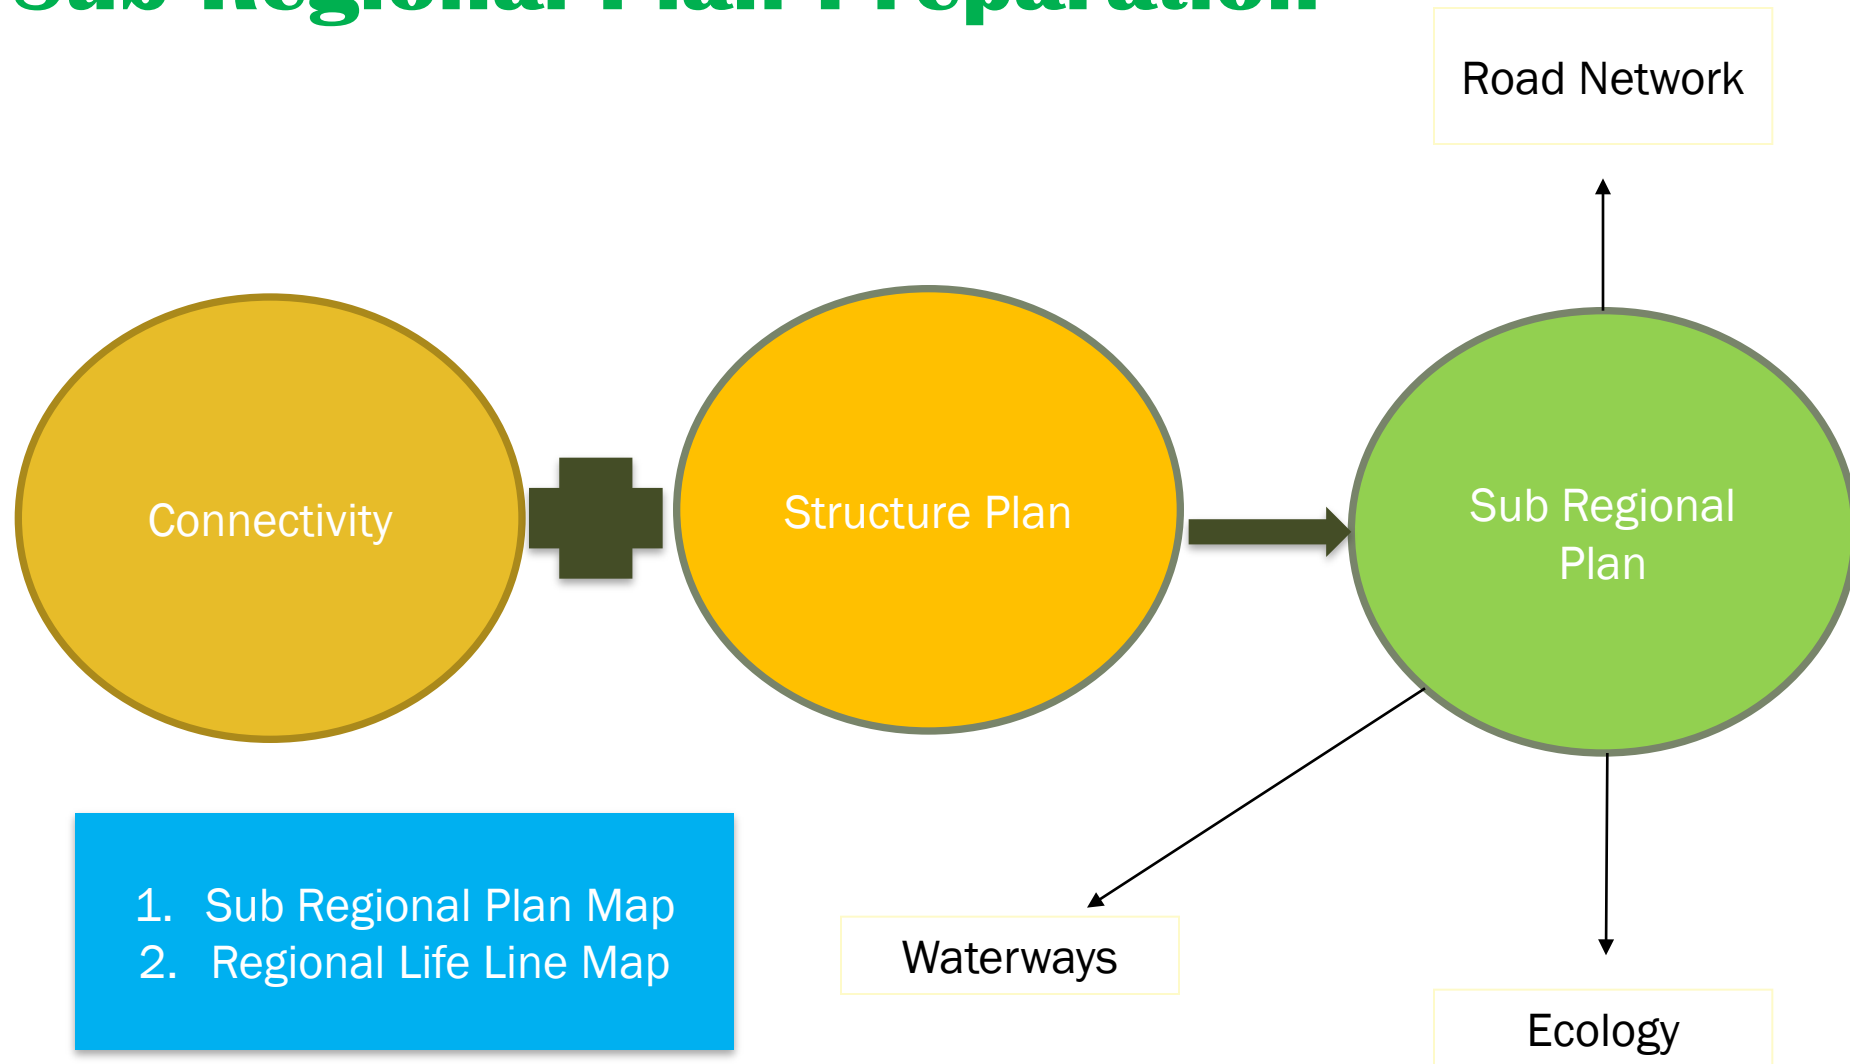 Sub Regional Plan Preparation
Road Network
Connectivity
Structure Plan
Sub Regional
Plan
1. Sub Regional Plan Map
2. Regional Life Line Map
Waterways
Ecology